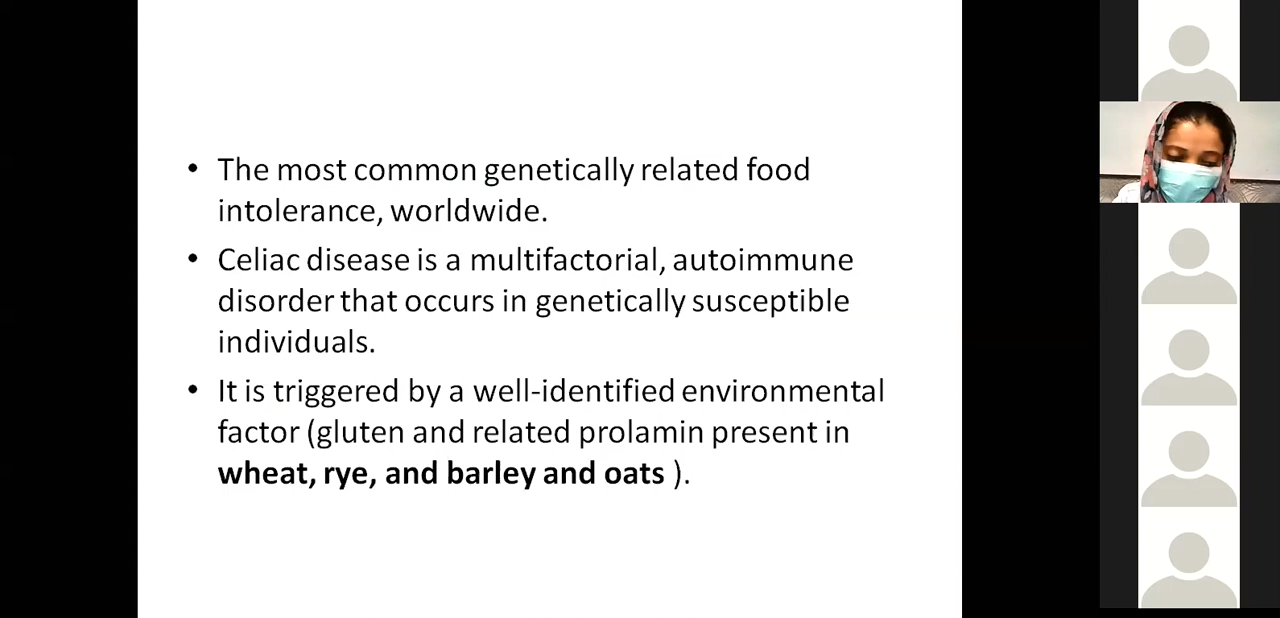 • The most common genetically related food
intolerance, worldwide.
• Celiac disease is a multifactorial, autoimmune
disorder that occurs in genetically susceptible
individuals.
• It is triggered by a well-identified environmental
factor (gluten and related prolamin present in
wheat, rye, and barley and oats ).